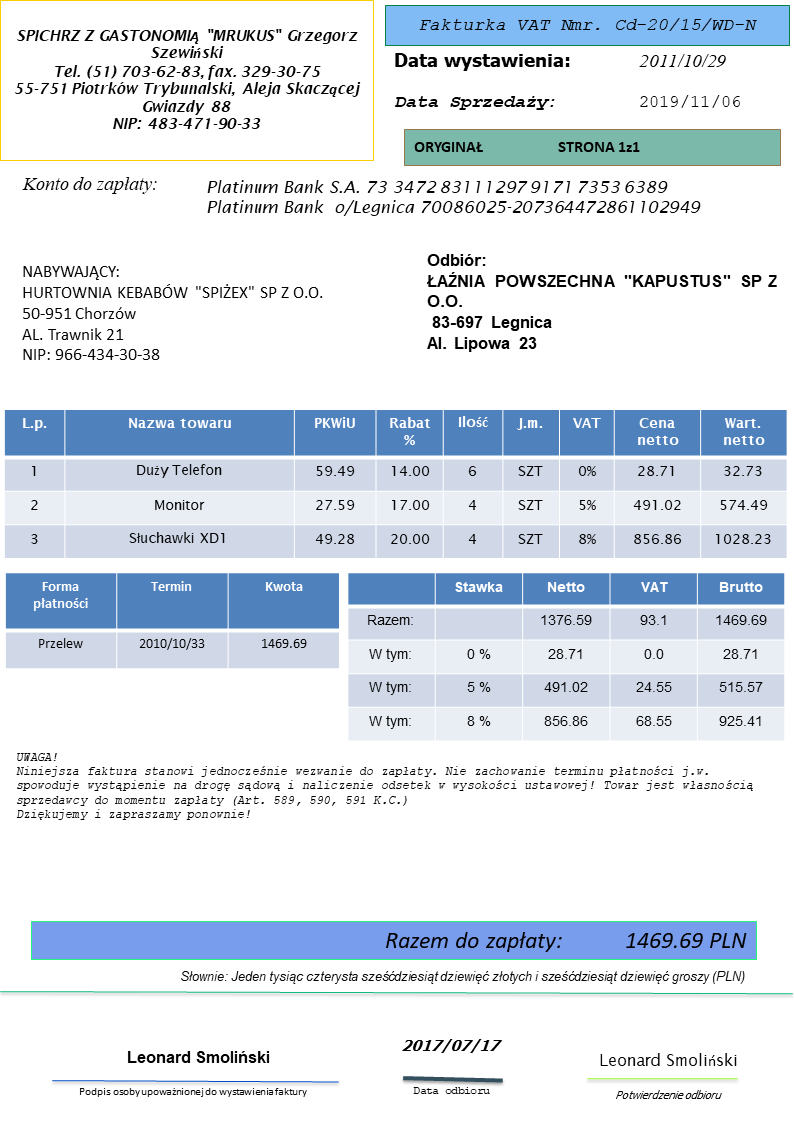 SPICHRZ Z GASTONOMIą "MRUKUS" Grzegorz
Szewiński
Tel. (51) 703-62-83, fax. 329-30-75
55-751 Piotrków Trybunalski, Aleja Skaczącej
Gwiazdy 88
NIP: 483-471-90-33
Fakturka VAT Nmr. Cd-20/15/WD-N
Data wystawienia: 2011/10/29
Data Sprzedaży: 2019/11/06
ORYGINAŁ STRONA 1z1
Konto do zapłaty:
Platinum Bank S.A. 73 3472 8311 1297 9171 7353 6389
Platinum Bank o/Legnica 70086025-207364472861102949
NABYWAJĄCY:
HURTOWNIA KEBABÓW "SPIŻEX" SP Z O.O.
50-951 Chorzów
AL. Trawnik 21
NIP: 966-434-30-38
Odbiór:
ŁAŹNIA POWSZECHNA "KAPUSTUS" SP Z
O.O.
83-697 Legnica
Al. Lipowa 23
L.p. Nazwa towaru PKWiU Rabat % Ilość J.m. VAT Cena netto Wart. netto
1 Duży Telefon 59.49 14.00 6 SZT 0% 28.71 32.73
2 Monitor 27.59 17.00 4 SZT 5% 491.02 574.49
3 Słuchawki XD1 49.28 20.00 4 SZT 8% 856.86 1028.23
Forma płatności Termin Kwota
Przelew 2010/10/33 1469.69
Stawka Netto VAT Brutto
Razem: 1376.59 93.1 1469.69
W tym: 0 % 28.71 0.0 28.71
W tym: 5 % 491.02 24.55 515.57
W tym: 8 % 856.86 68.55 925.41
UWAGA!
Niniejsza faktura stanowi jednocześnie wezwanie do zapłaty. Nie zachowanie terminu płatności j.w.
spowoduje wystąpienie na drogę sądową i naliczenie odsetek w wysokości ustawowej! Towar jest własnością
sprzedawcy do momentu zapłaty (Art. 589, 590, 591 K.C.)
Dziękujemy i zapraszamy ponownie!
Razem do zapłaty: 1469.69 PLN
Słownie: Jeden tysiąc czterysta sześćdziesiąt dziewięć złotych i sześćdziesiąt dziewięć groszy (PLN)
Leonard Smoliński
Podpis osoby upoważnionej do wystawienia faktury
2017/07/17
Data odbioru
Leonard Smoliński
Potwierdzenie odbioru